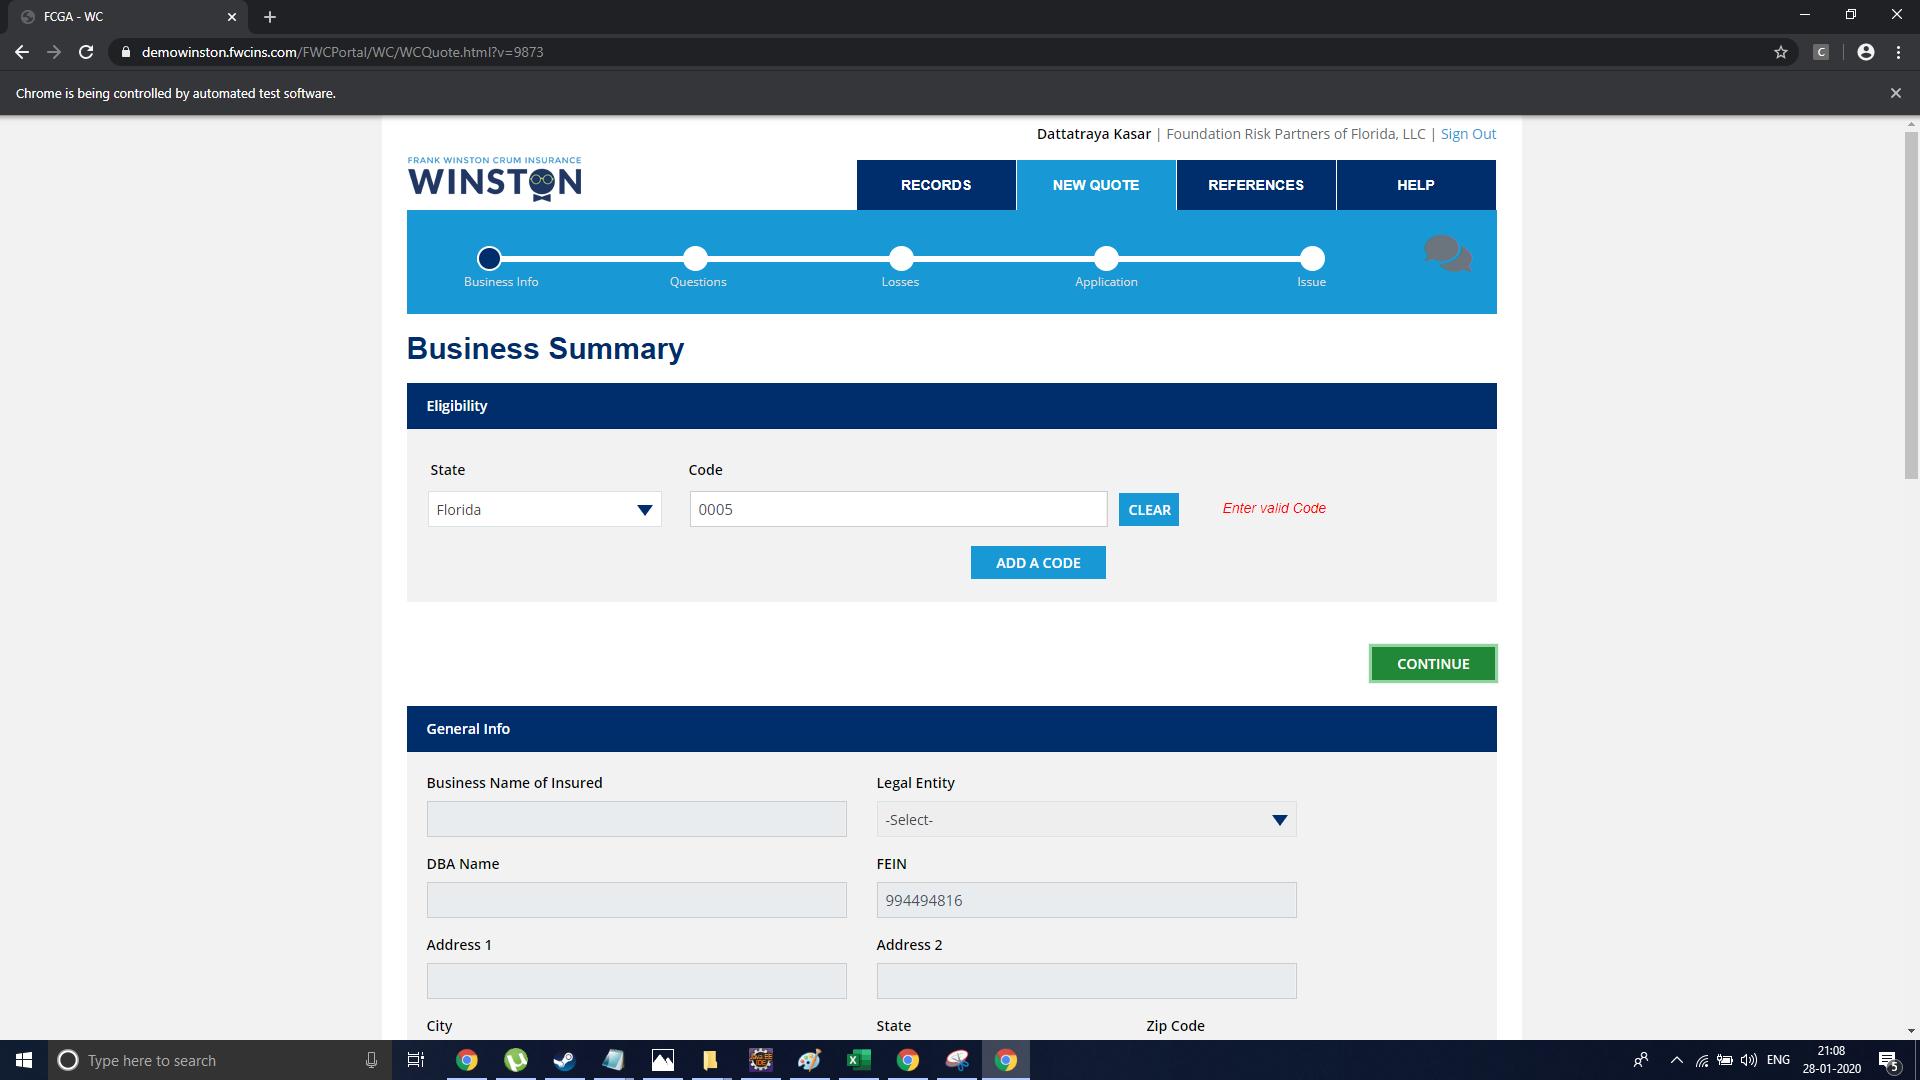 FCGA - WC
demowinston.fwcins.com/FWCPortal/WC/WCQuote.html?v=9873
C
Chrome is being controlled by automated test software.
Dattatraya Kasar | Foundation Risk Partners of Florida, LLC | Sign Out
FRANK WINSTON CRUM INSURANCE
WINSTON
RECORDS
NEW QUOTE
REFERENCES
HELP
Business Info
Questions
Losses
Application
Issue
Business Summary
Eligibility
State
Code
Florida
0005
CLEAR
Enter valid Code
ADD A CODE
CONTINUE
General Info
Business Name of Insured
Legal Entity
-Select-
DBA Name
FEIN
994494816
Address 1
Address 2
City
State
Zip Code
Type here to search
ENG
21:08
28-01-2020
5